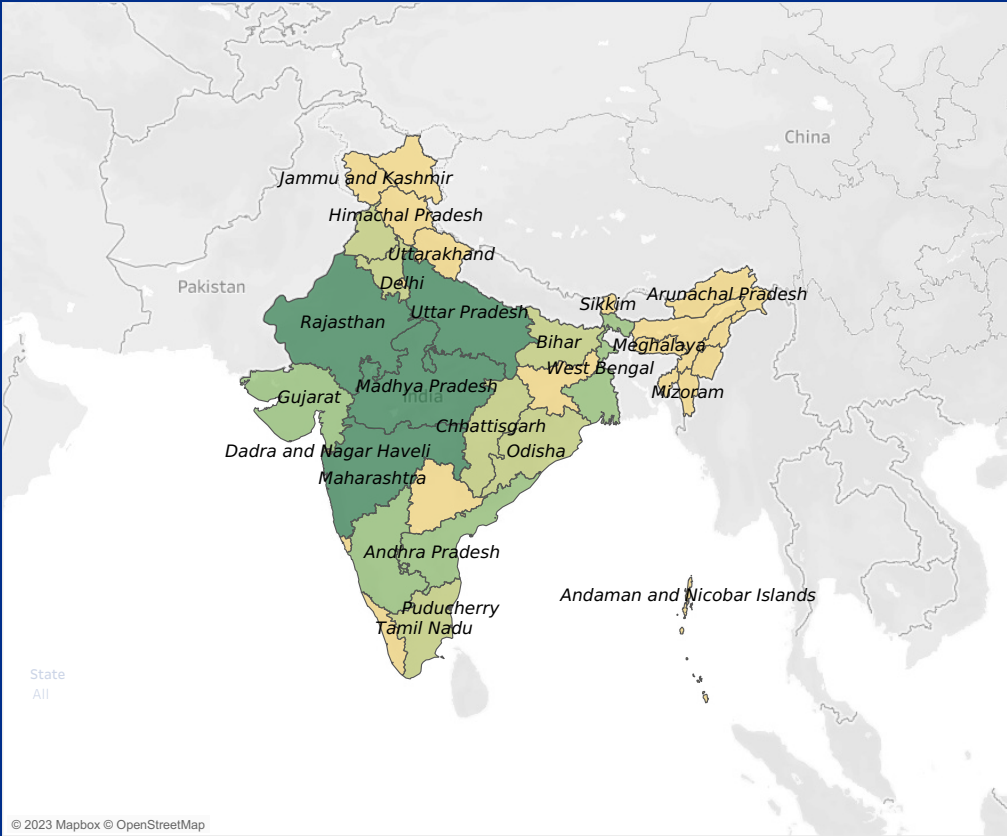 China
Jammu and Kashmir
Himachal Pradesh
Uttarakhand
Pakistan
Delhi
Sikkim
Arunachal Pradesh
Rajasthan
Uttar Pradesh
Bihar
Meghalaya
West Bengal
Madhya Pradesh
India
Mizoram
Gujarat
Chhattisgarh
Dadra and Nagar Haveli
Odisha
Maharashtra
Andhra Pradesh
Andaman and Nicobar Islands
Puducherry
Tamil Nadu
State
All
© 2023 Mapbox © OpenStreetMap